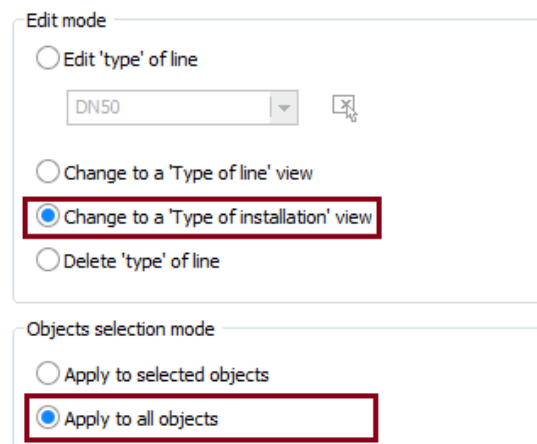 Edit mode
Edit 'type' of line
DN50
Change to a 'Type of line' view
Change to a 'Type of installation' view
Delete 'type' of line
Objects selection mode
Apply to selected objects
Apply to all objects